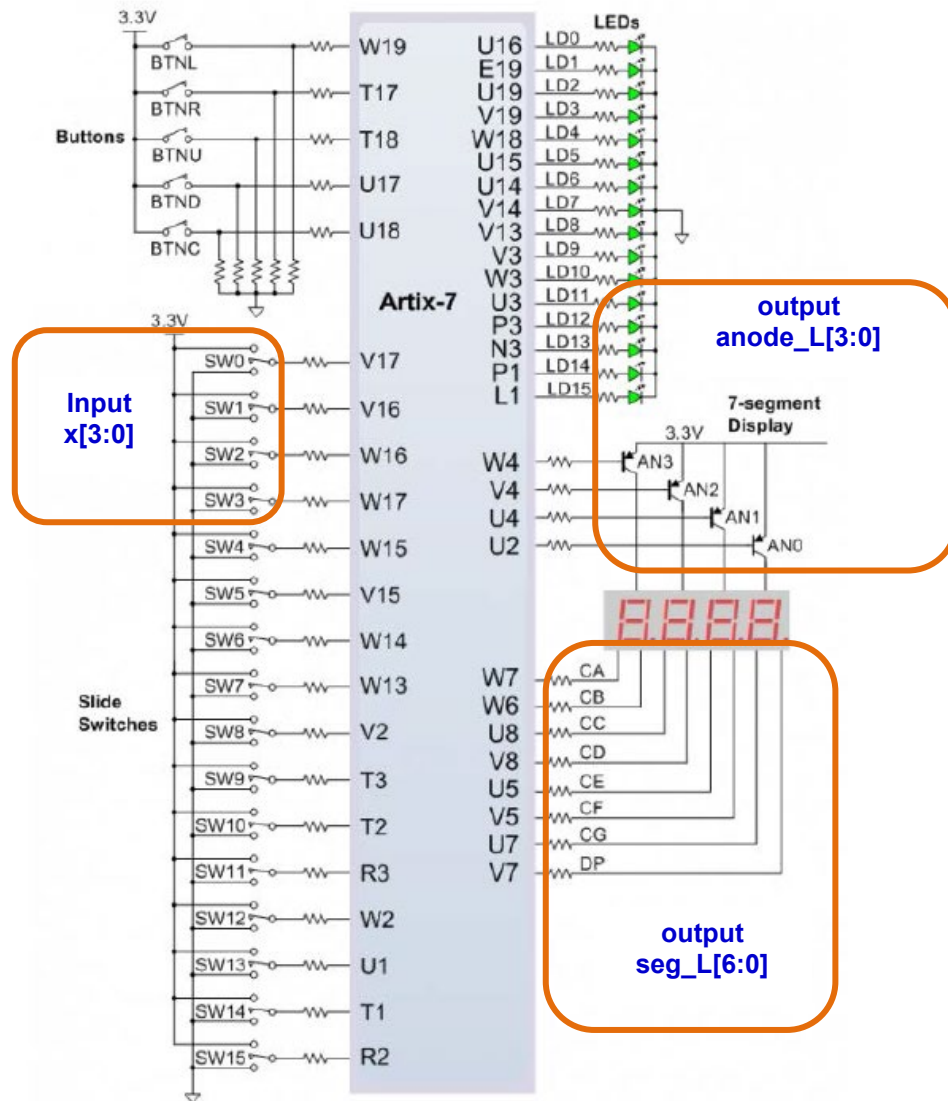 3.3V
LEDs
BTNL
W19
U16
LD0
E19
LD1
BTNR
T17
U19
LD2
V19
LD3
Buttons
BTNU
T18
W18
LD4
U15
LD5
BTND
U17
U14
LD6
V14
LD7
BTNC
U18
V13
LD8
V3
LD9
W3
LD10
Artix-7
U3
LD11
P3
LD12
N3
LD13
P1
LD14
L1
LD15
output
anode_L[3:0]
3.3V
SW0
V17
Input
x[3:0]
SW1
V16
SW2
W16
SW3
W17
7-segment
Display
3.3V
W4
AN3
V4
AN2
U4
AN1
U2
AN0
SW4
W15
SW5
V15
SW6
W14
SW7
W13
Slide
Switches
SW8
V2
SW9
T3
SW10
T2
SW11
R3
SW12
W2
SW13
U1
SW14
T1
SW15
R2
8.8.8.8.
W7
CA
W6
CB
U8
CC
V8
CD
U5
CE
V5
CF
U7
CG
V7
DP
output
seg_L[6:0]